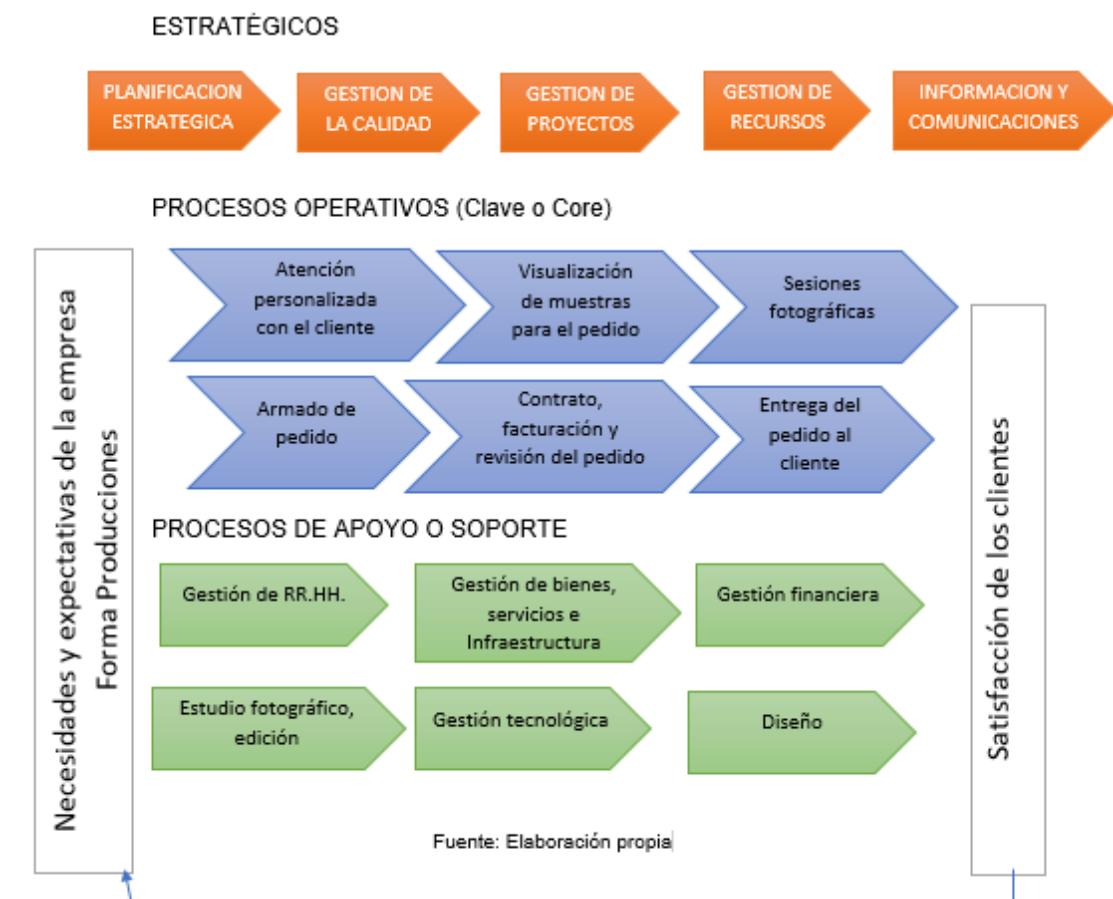 ESTRATÉGICOS
PLANIFICACION
ESTRATEGICA
GESTION DE
LA CALIDAD
GESTION DE
PROYECTOS
GESTION DE
RECURSOS
INFORMACION Y
COMUNICACIONES
PROCESOS OPERATIVOS (Clave o Core)
Necesidades y expectativas de la empresa
Forma Producciones
Atención
personalizada
con el cliente
Visualización
de muestras
para el pedido
Sesiones
fotográficas
Armado de
pedido
Contrato,
facturación y
revisión del pedido
Entrega del
pedido al
cliente
PROCESOS DE APOYO O SOPORTE
Gestión de RR.HH.
Gestión de bienes,
servicios e
Infraestructura
Gestión financiera
Estudio fotográfico,
edición
Gestión tecnológica
Diseño
Satisfacción de los clientes
Fuente: Elaboración propia